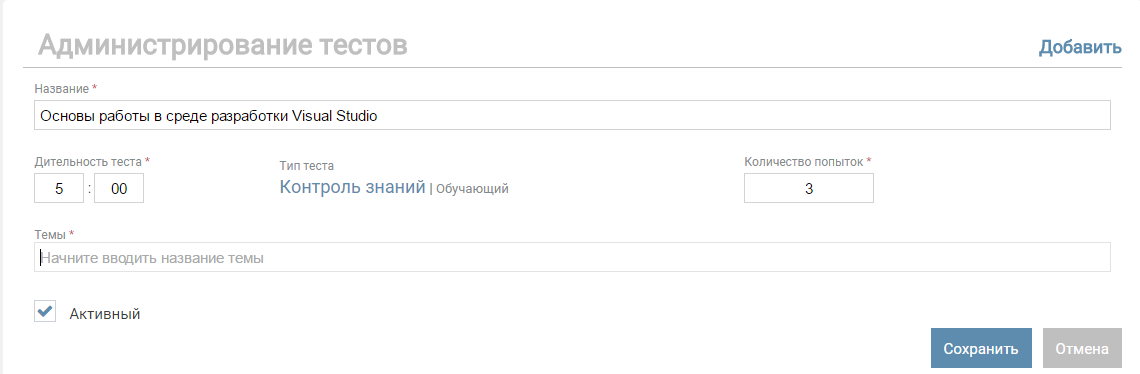 Администрирование тестов
Добавить
Название *
Основы работы в среде разработки Visual Studio
Дительность теста * Тип теста Количество попыток *
5 : 00 Контроль знаний | Обучающий 3
Темы *
Начните вводить название темы
Активный
Сохранить Отмена